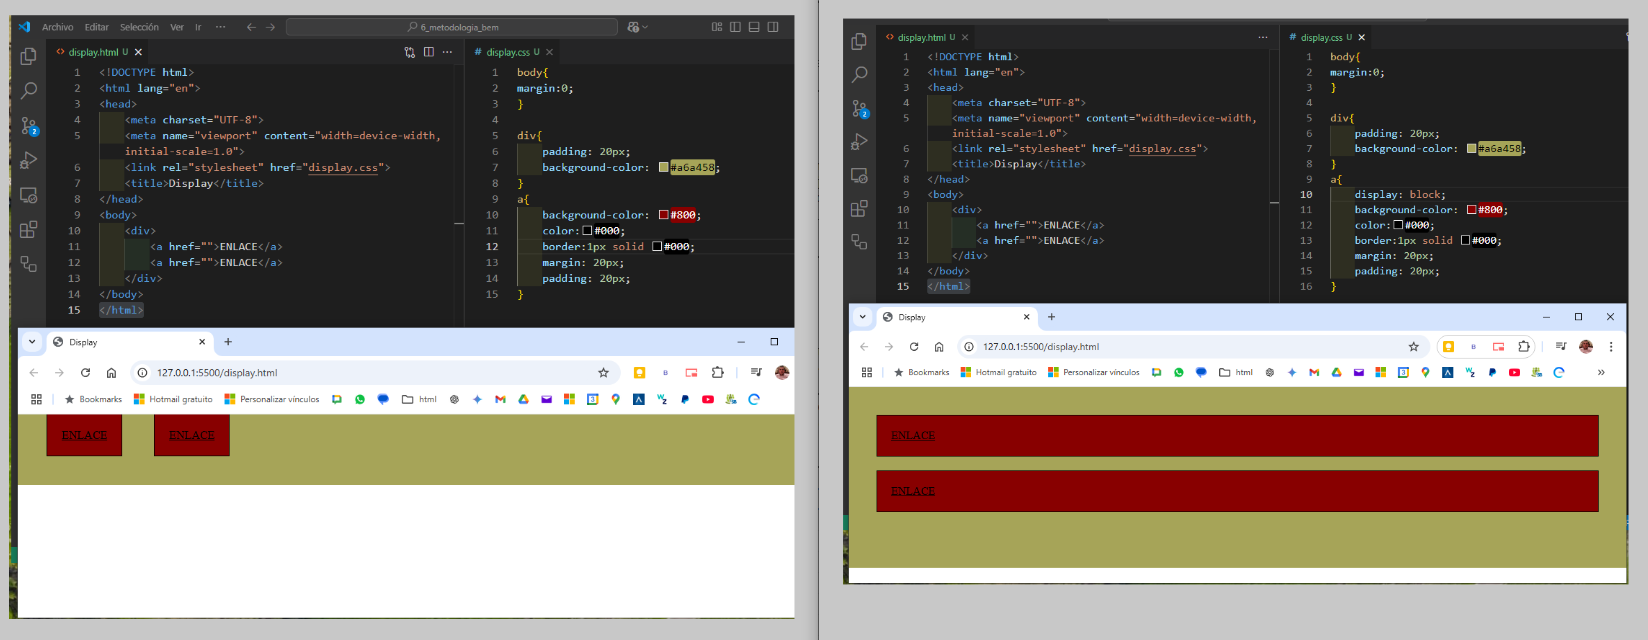 Archivo Editar Selección Ver Ir ··· 6_metodologia_bem
display.html U
display.css U
1 <!DOCTYPE html>
2 <html lang="en">
3 <head>
4 <meta charset="UTF-8">
5 <meta name="viewport" content="width=device-width,
initial-scale=1.0">
6 <link rel="stylesheet" href="display.css">
7 <title>Display</title>
8 </head>
9 <body>
10 <div>
11 <a href="">ENLACE</a>
12 <a href="">ENLACE</a>
13 </div>
14 </body>
15 </html>
1 body{
2 margin:0;
3 }
4
5 div{
6 padding: 20px;
7 background-color: #a6a458;
8 }
9 a{
10 background-color: #800;
11 color: #000;
12 border:1px solid #000;
13 margin: 20px;
14 padding: 20px;
15 }
2
Display
127.0.0.1:5500/display.html
Bookmarks Hotmail gratuito Personalizar vínculos html
ENLACE ENLACE
display.html U
display.css U
1 <!DOCTYPE html>
2 <html lang="en">
3 <head>
4 <meta charset="UTF-8">
5 <meta name="viewport" content="width=device-width,
initial-scale=1.0">
6 <link rel="stylesheet" href="display.css">
7 <title>Display</title>
8 </head>
9 <body>
10 <div>
11 <a href="">ENLACE</a>
12 <a href="">ENLACE</a>
13 </div>
14 </body>
15 </html>
1 body{
2 margin:0;
3 }
4
5 div{
6 padding: 20px;
7 background-color: #a6a458;
8 }
9 a{
10 display: block;
11 background-color: #800;
12 color: #000;
13 border:1px solid #000;
14 margin: 20px;
15 padding: 20px;
16 }
2
Display
127.0.0.1:5500/display.html
Bookmarks Hotmail gratuito Personalizar vínculos html
ENLACE
ENLACE